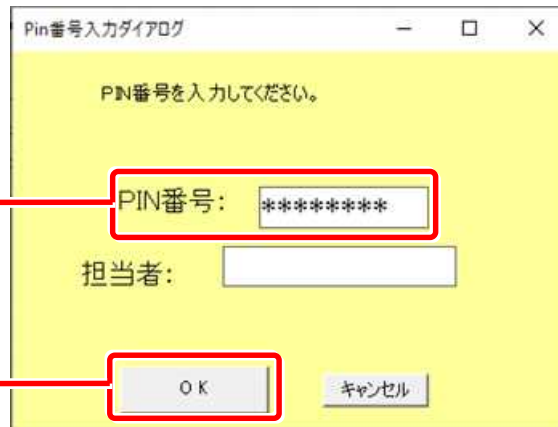 Pin番号入力ダイアログ
PIN番号を入力してください。
PIN番号: ********
担当者:
OK キャンセル